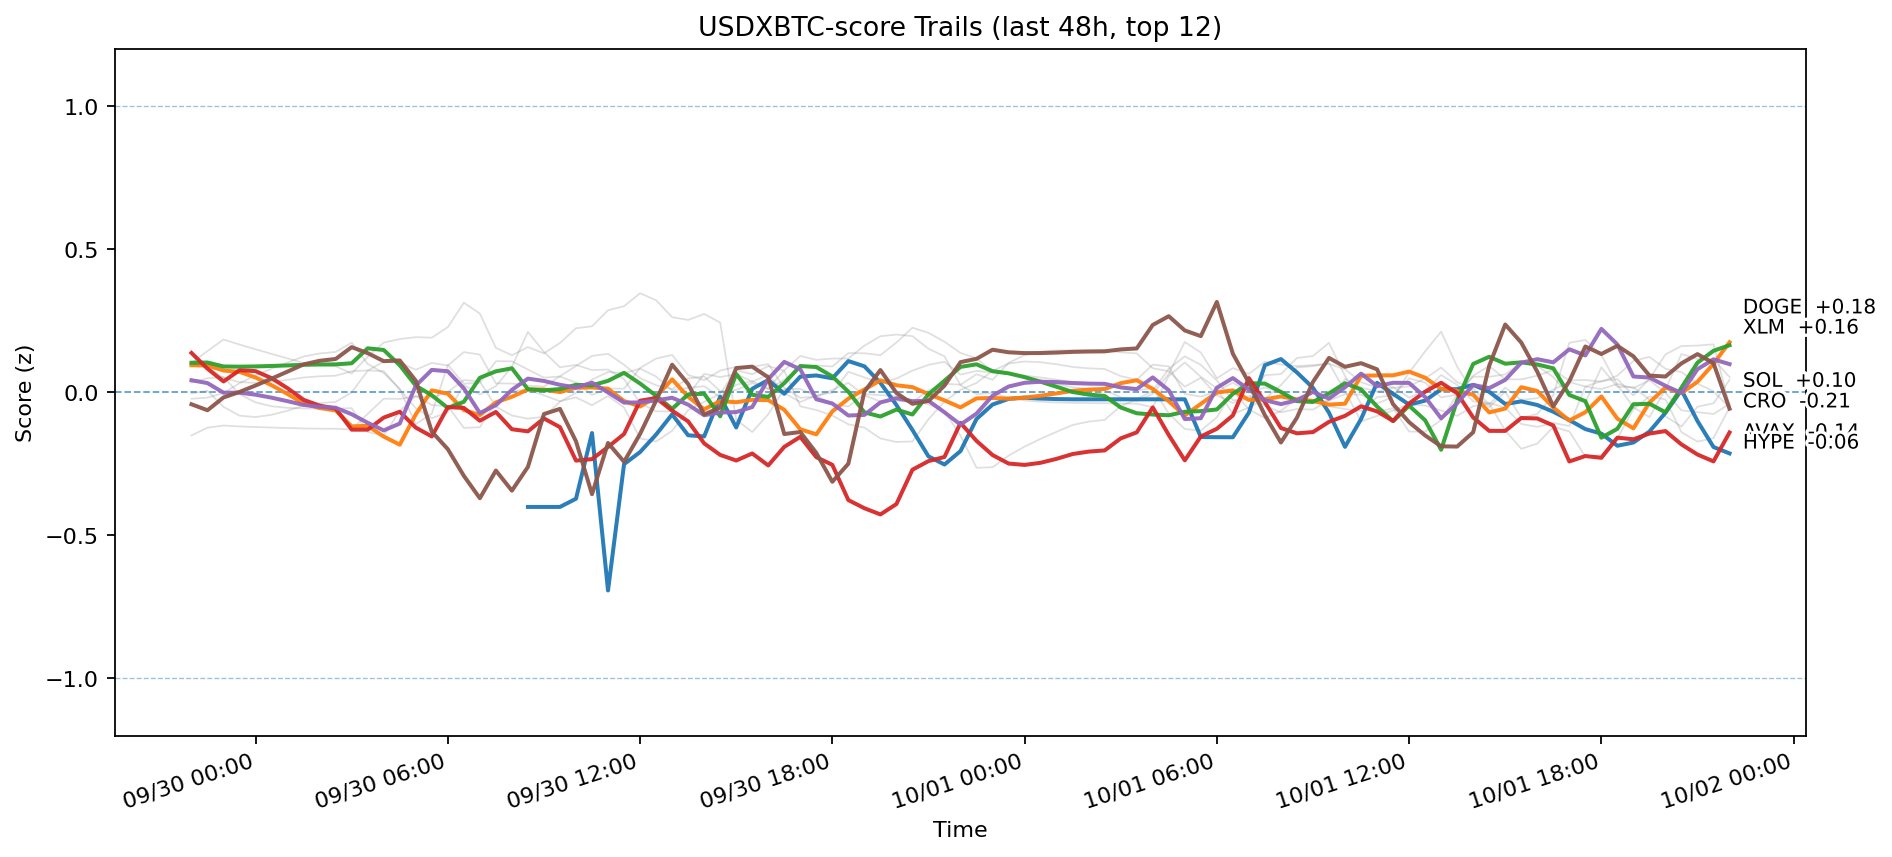 USDXBTC-score Trails (last 48h, top 12)
Score (z)
1.0
0.5
0.0
−0.5
−1.0
DOGE +0.18
XLM +0.16
SOL +0.10
CRO -0.21
AVAX -0.14
HYPE -0.06
09/30 00:00
09/30 06:00
09/30 12:00
09/30 18:00
10/01 00:00
10/01 06:00
10/01 12:00
10/01 18:00
10/02 00:00
Time